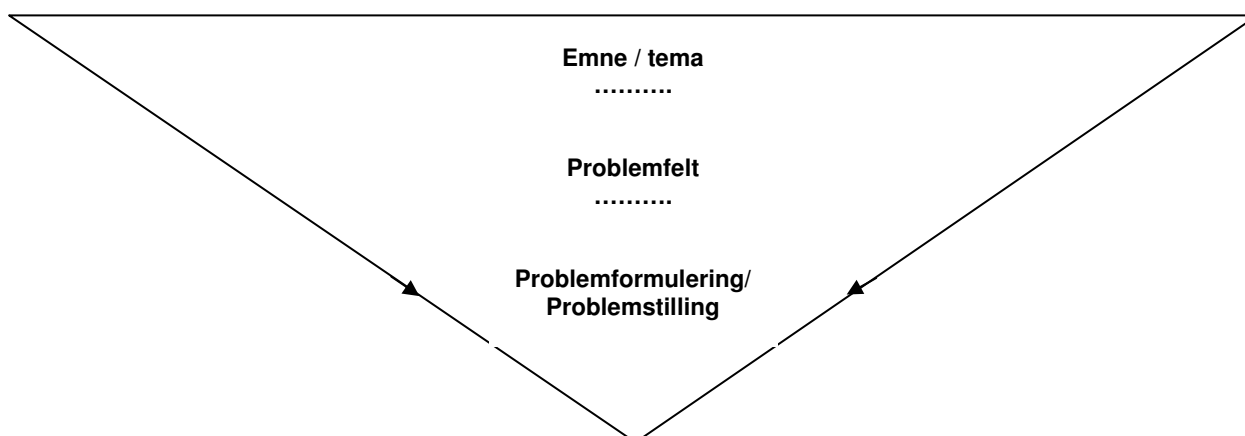 Emne / tema
..........
Problemfelt
..........
Problemformulering/
Problemstilling